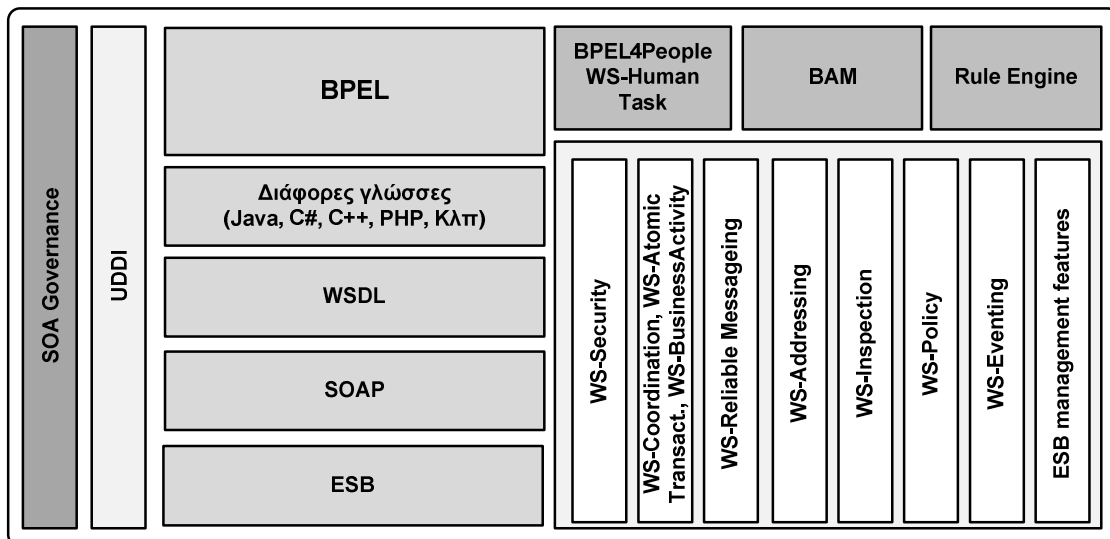 SOA Governance
UDDI
BPEL
Διάφορες γλώσσες
(Java, C#, C++, PHP, Κλπ)
WSDL
SOAP
ESB
BPEL4People
WS-Human
Task
BAM
Rule Engine
WS-Security
WS-Coordination, WS-Atomic
Transact., WS-BusinessActivity
WS-Reliable Messageing
WS-Addressing
WS-Inspection
WS-Policy
WS-Eventing
ESB management features